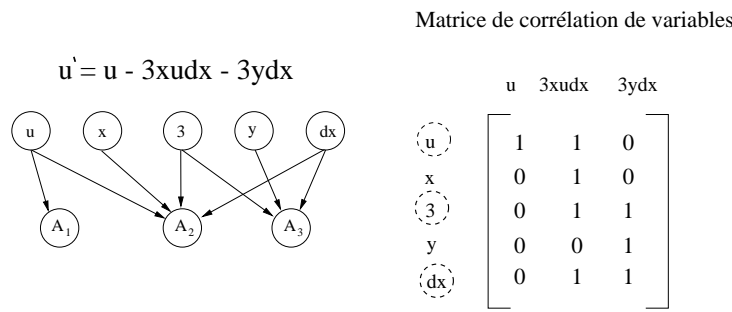 Matrice de corrélation de variables
u' = u - 3xudx - 3ydx
u x 3 y dx
A1 A2 A3
u 3xudx 3ydx
u 1 1 0
x 0 1 0
3 0 1 1
y 0 0 1
dx 0 1 1